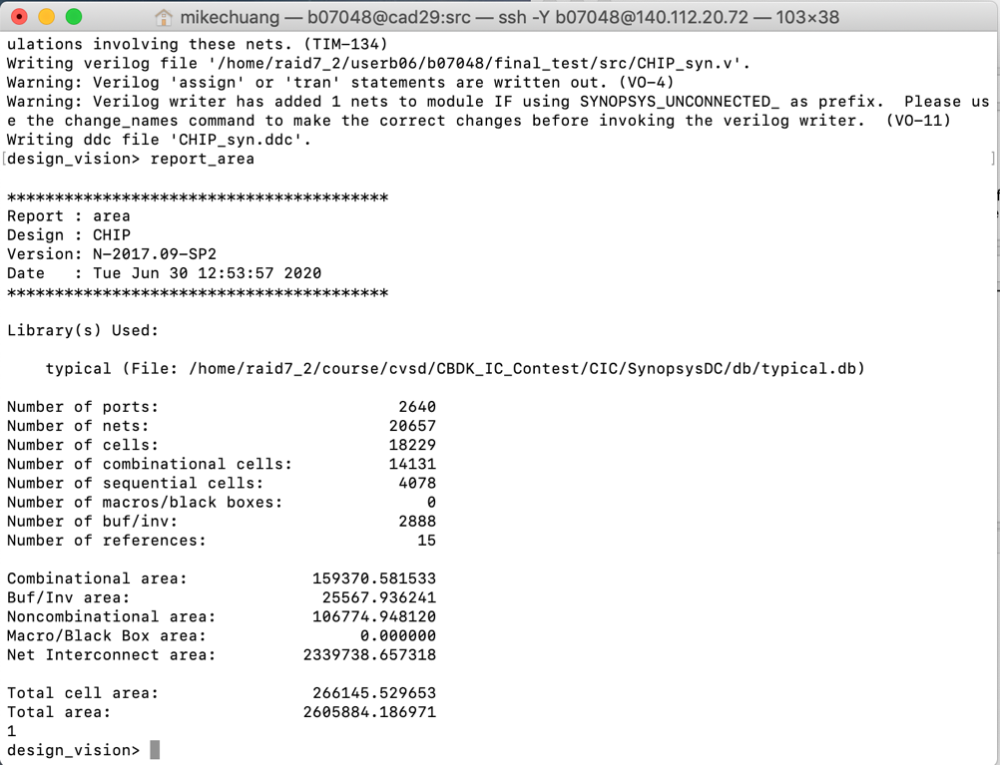 mikechuang — b07048@cad29:src — ssh -Y b07048@140.112.20.72 — 103×38
ulations involving these nets. (TIM-134)
Writing verilog file '/home/raid7_2/userb06/b07048/final_test/src/CHIP_syn.v'.
Warning: Verilog 'assign' or 'tran' statements are written out. (VO-4)
Warning: Verilog writer has added 1 nets to module IF using SYNOPSYS_UNCONNECTED_ as prefix.  Please us
e the change_names command to make the correct changes before invoking the verilog writer.  (VO-11)
Writing ddc file 'CHIP_syn.ddc'.
[design_vision> report_area ]
****************************************
Report : area
Design : CHIP
Version: N-2017.09-SP2
Date   : Tue Jun 30 12:53:57 2020
****************************************
Library(s) Used:
    typical (File: /home/raid7_2/course/cvsd/CBDK_IC_Contest/CIC/SynopsysDC/db/typical.db)
Number of ports:                         2640
Number of nets:                         20657
Number of cells:                        18229
Number of combinational cells:          14131
Number of sequential cells:              4078
Number of macros/black boxes:               0
Number of buf/inv:                       2888
Number of references:                      15
Combinational area:             159370.581533
Buf/Inv area:                    25567.936241
Noncombinational area:          106774.948120
Macro/Black Box area:                0.000000
Net Interconnect area:         2339738.657318
Total cell area:                266145.529653
Total area:                    2605884.186971
1
design_vision>